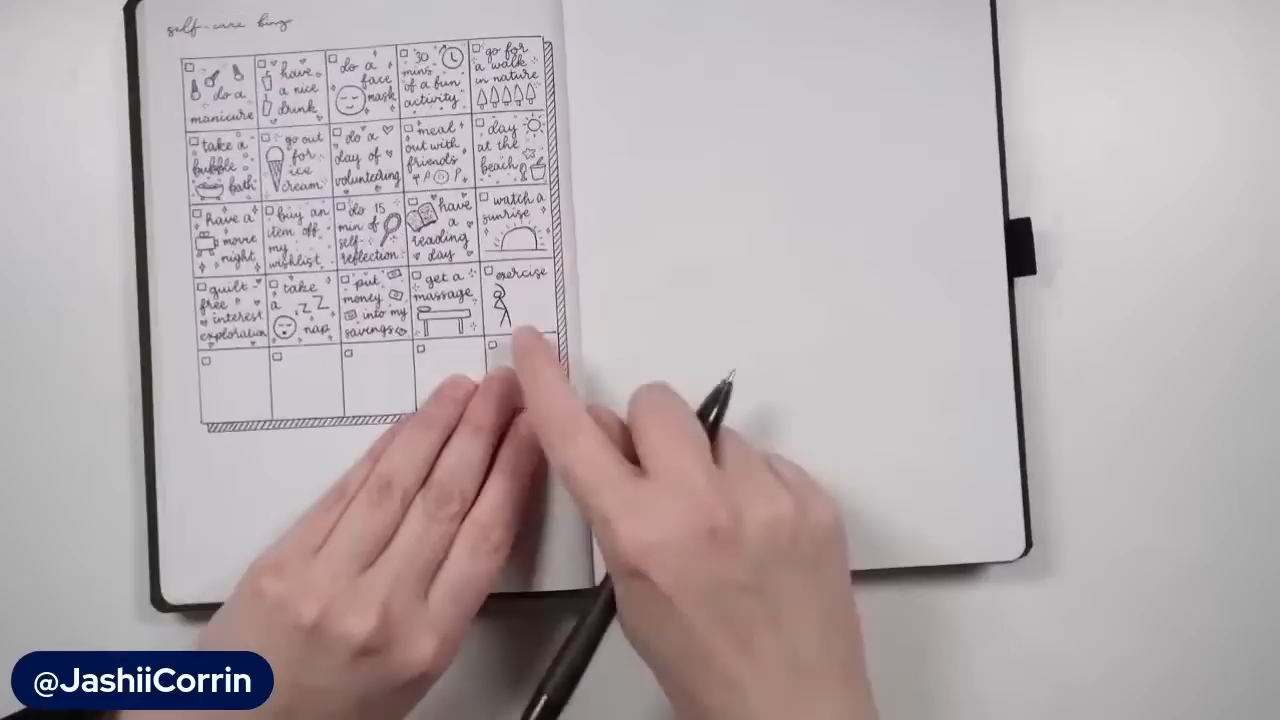 self-care bingo
do a
manicure
have
a nice
drink
do a
face
mask
30
mins
of a fun
activity
go for
a walk
in nature
take a
bubble
bath
go out
for
ice
cream
do a
day of
volunteering
meal
out with
friends
day
at the
beach
have a
movie
night
buy an
item off
my
wishlist
do 15
min of
self-
reflection
have
a
reading
day
watch a
sunrise
guilt
free
interest
exploration
take
a
z z z
nap
put
money
into my
savings
get a
massage
exercise
@JashiiCorrin